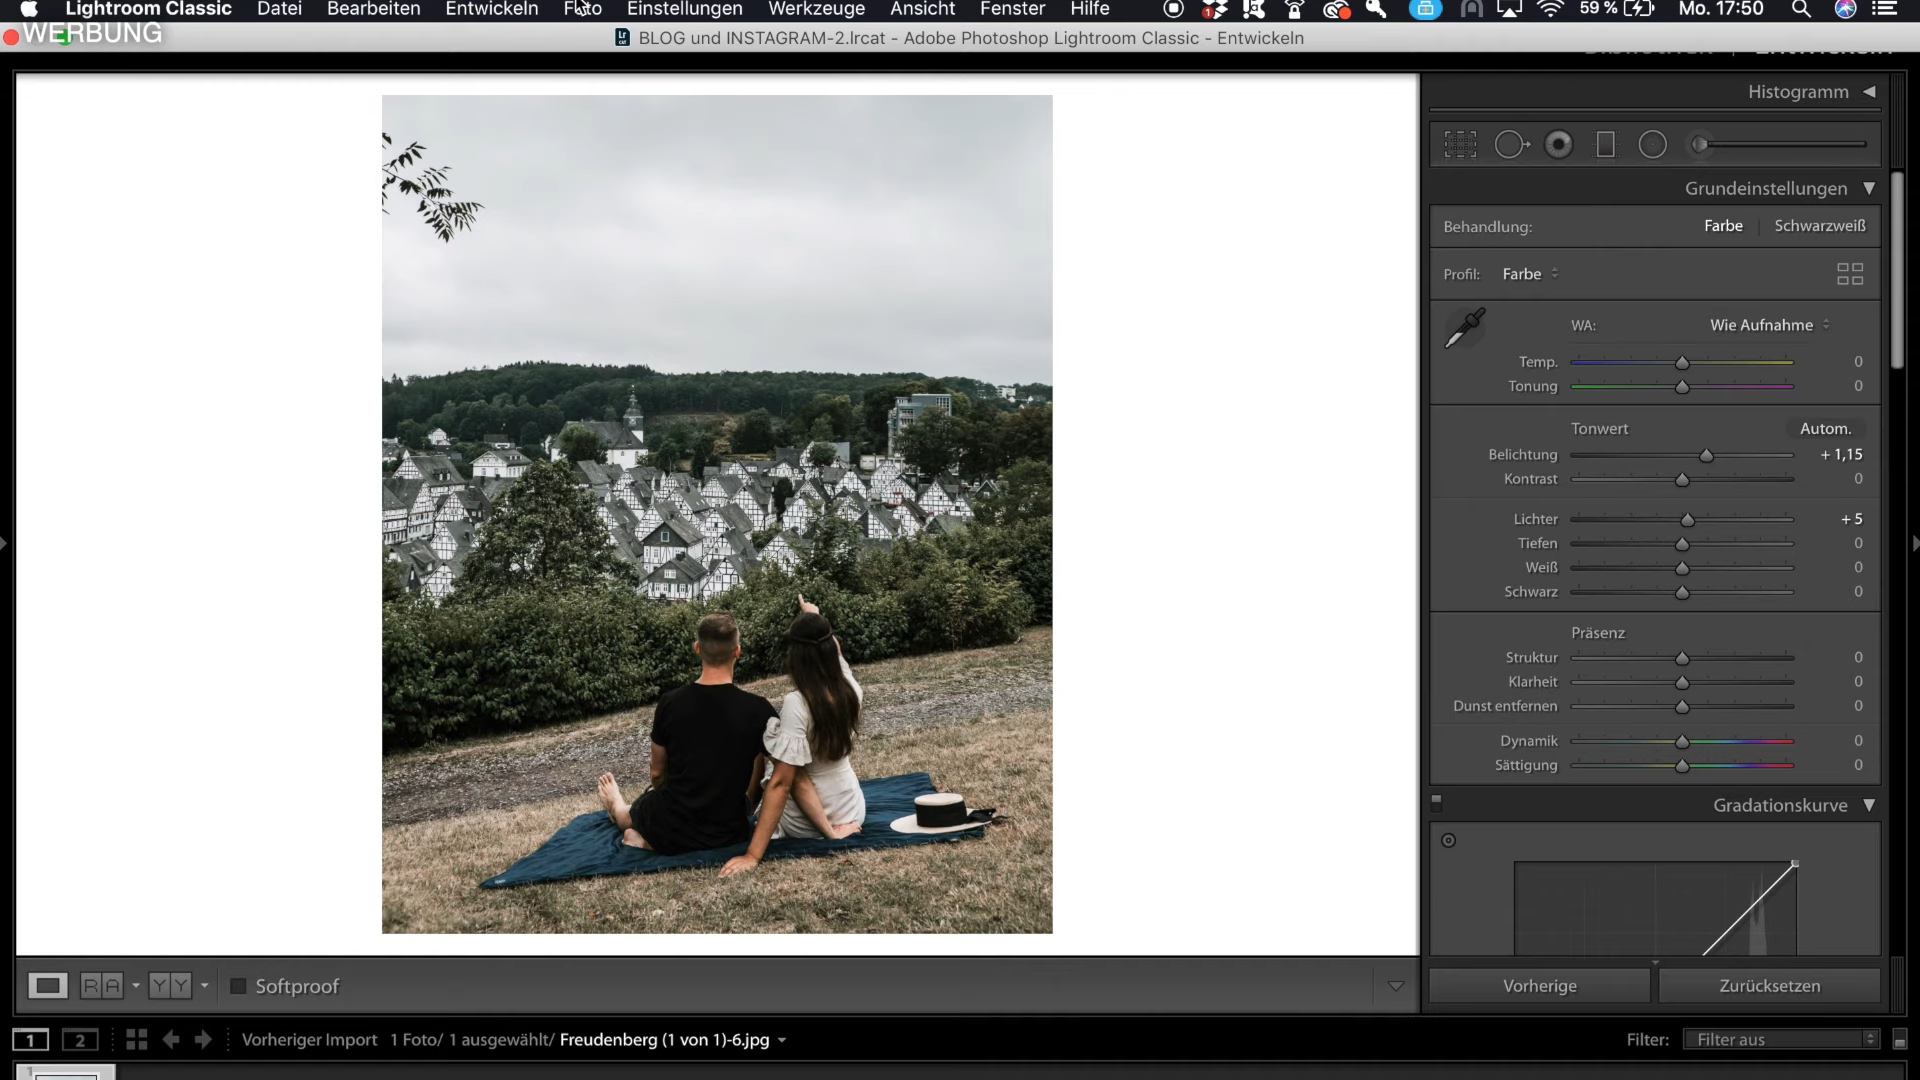 Lightroom Classic Datei Bearbeiten Entwickeln Foto Einstellungen Werkzeuge Ansicht Fenster Hilfe 59 % Mo. 17:50
WERBUNG
BLOG und INSTAGRAM-2.lrcat - Adobe Photoshop Lightroom Classic - Entwickeln
Histogramm
Grundeinstellungen
Behandlung: Farbe Schwarzweiß
Profil: Farbe
WA: Wie Aufnahme
Temp. 0
Tonung 0
Tonwert Autom.
Belichtung + 1,15
Kontrast 0
Lichter + 5
Tiefen 0
Weiß 0
Schwarz 0
Präsenz
Struktur 0
Klarheit 0
Dunst entfernen 0
Dynamik 0
Sättigung 0
Gradationskurve
R A Y Y Softproof
Vorherige Zurücksetzen
1 2 Vorheriger Import 1 Foto/ 1 ausgewählt/ Freudenberg (1 von 1)-6.jpg Filter: Filter aus
1